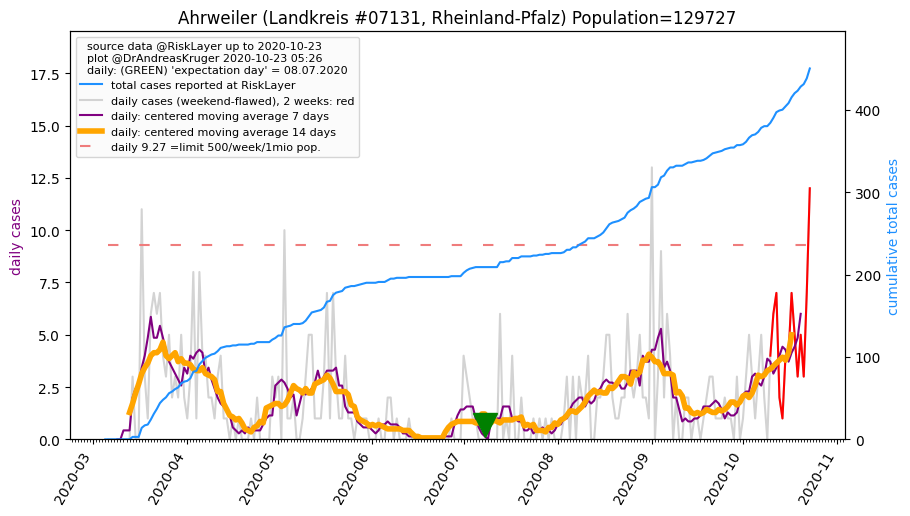 Ahrweiler (Landkreis #07131, Rheinland-Pfalz) Population=129727
source data @RiskLayer up to 2020-10-23
plot @DrAndreasKruger 2020-10-23 05:26
daily: (GREEN) 'expectation day' = 08.07.2020
total cases reported at RiskLayer
daily cases (weekend-flawed), 2 weeks: red
daily: centered moving average 7 days
daily: centered moving average 14 days
daily 9.27 =limit 500/week/1mio pop.
daily cases
17.5
15.0
12.5
10.0
7.5
5.0
2.5
0.0
400
300
200
100
0
cumulative total cases
2020-03
2020-04
2020-05
2020-06
2020-07
2020-08
2020-09
2020-10
2020-11